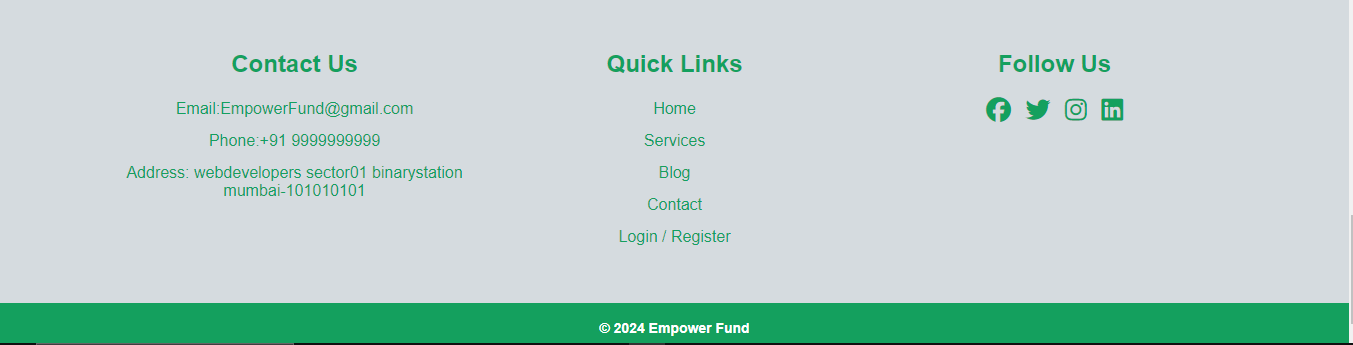 Contact Us
Email:EmpowerFund@gmail.com
Phone:+91 9999999999
Address: webdevelopers sector01 binarystation
mumbai-101010101
Quick Links
Home
Services
Blog
Contact
Login / Register
Follow Us
© 2024 Empower Fund